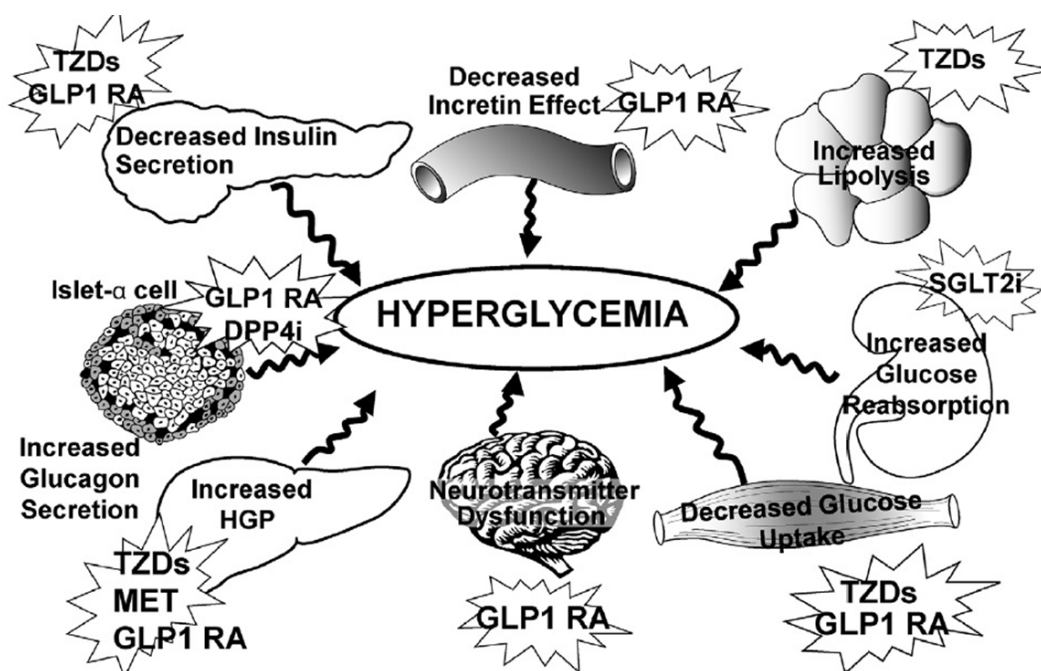 TZDs
GLP1 RA
Decreased Insulin
Secretion
Decreased
Incretin Effect
GLP1 RA
TZDs
Increased
Lipolysis
Islet-α cell
GLP1 RA
DPP4i
HYPERGLYCEMIA
SGLT2i
Increased
Glucose
Reabsorption
Increased
Glucagon
Secretion
Increased
HGP
TZDs
MET
GLP1 RA
Neurotransmitter
Dysfunction
GLP1 RA
Decreased Glucose
Uptake
TZDs
GLP1 RA